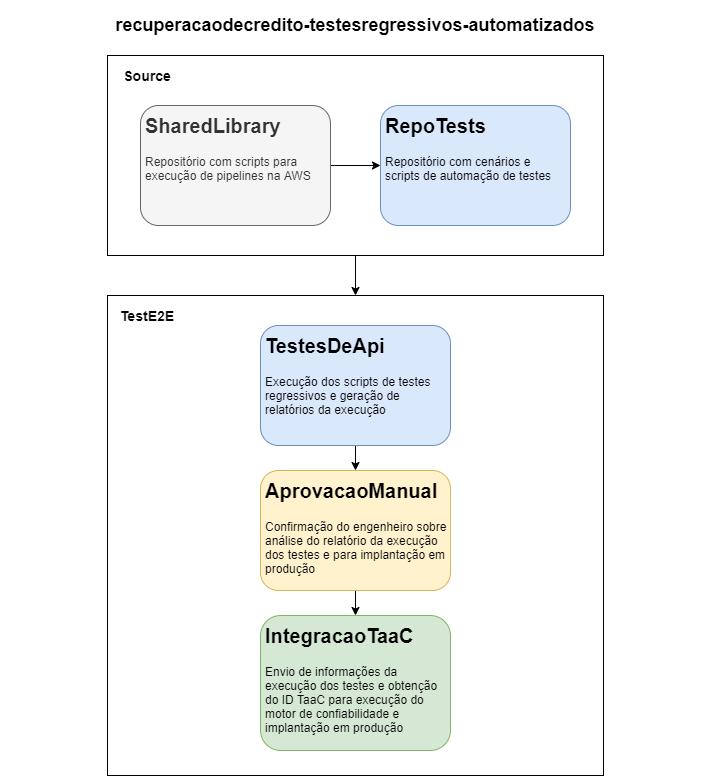 recuperacaodecredito-testesregressivos-automatizados
Source
SharedLibrary
Repositório com scripts para
execução de pipelines na AWS
RepoTests
Repositório com cenários e
scripts de automação de testes
TestE2E
TestesDeApi
Execução dos scripts de testes
regressivos e geração de
relatórios da execução
AprovacaoManual
Confirmação do engenheiro sobre
análise do relatório da execução
dos testes e para implantação em
produção
IntegracaoTaaC
Envio de informações da
execução dos testes e obtenção
do ID TaaC para execução do
motor de confiabilidade e
implantação em produção